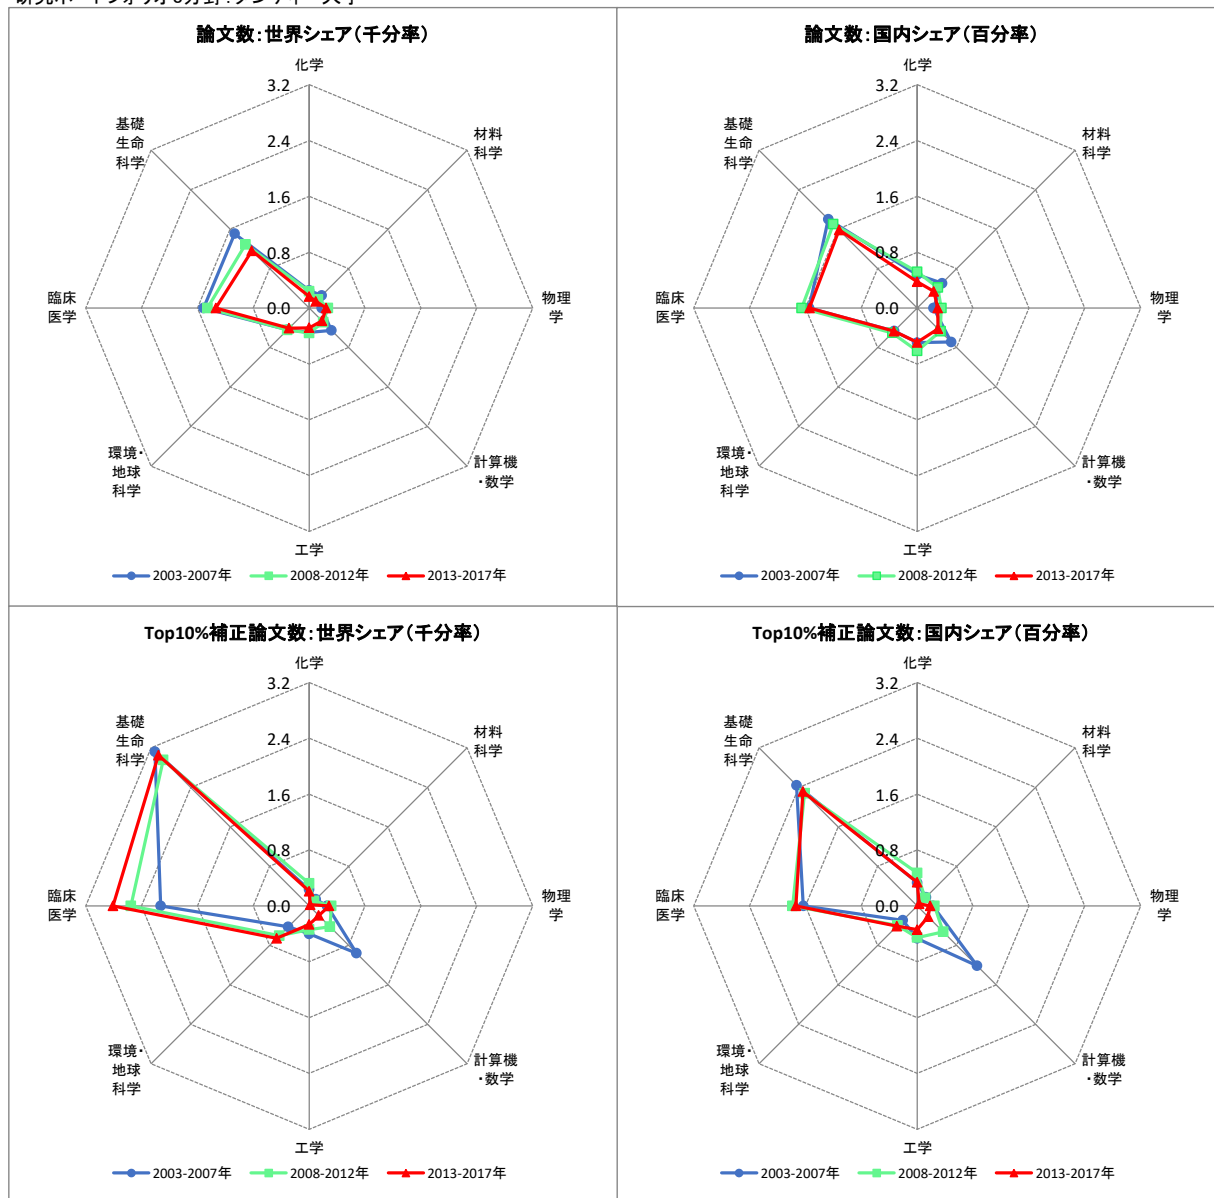 論文数：世界シェア（千分率）
化学
3.2
材料
科学
基礎
生命
科学
2.4
1.6
0.8
臨床
医学
0.0
物理
学
環境・
地球
科学
計算機
・数学
工学
2003-2007年 2008-2012年 2013-2017年
論文数：国内シェア（百分率）
化学
3.2
材料
科学
基礎
生命
科学
2.4
1.6
0.8
臨床
医学
0.0
物理
学
環境・
地球
科学
計算機
・数学
工学
2003-2007年 2008-2012年 2013-2017年
Top10%補正論文数：世界シェア（千分率）
化学
3.2
材料
科学
基礎
生命
科学
2.4
1.6
0.8
臨床
医学
0.0
物理
学
環境・
地球
科学
計算機
・数学
工学
2003-2007年 2008-2012年 2013-2017年
Top10%補正論文数：国内シェア（百分率）
化学
3.2
材料
科学
基礎
生命
科学
2.4
1.6
0.8
臨床
医学
0.0
物理
学
環境・
地球
科学
計算機
・数学
工学
2003-2007年 2008-2012年 2013-2017年